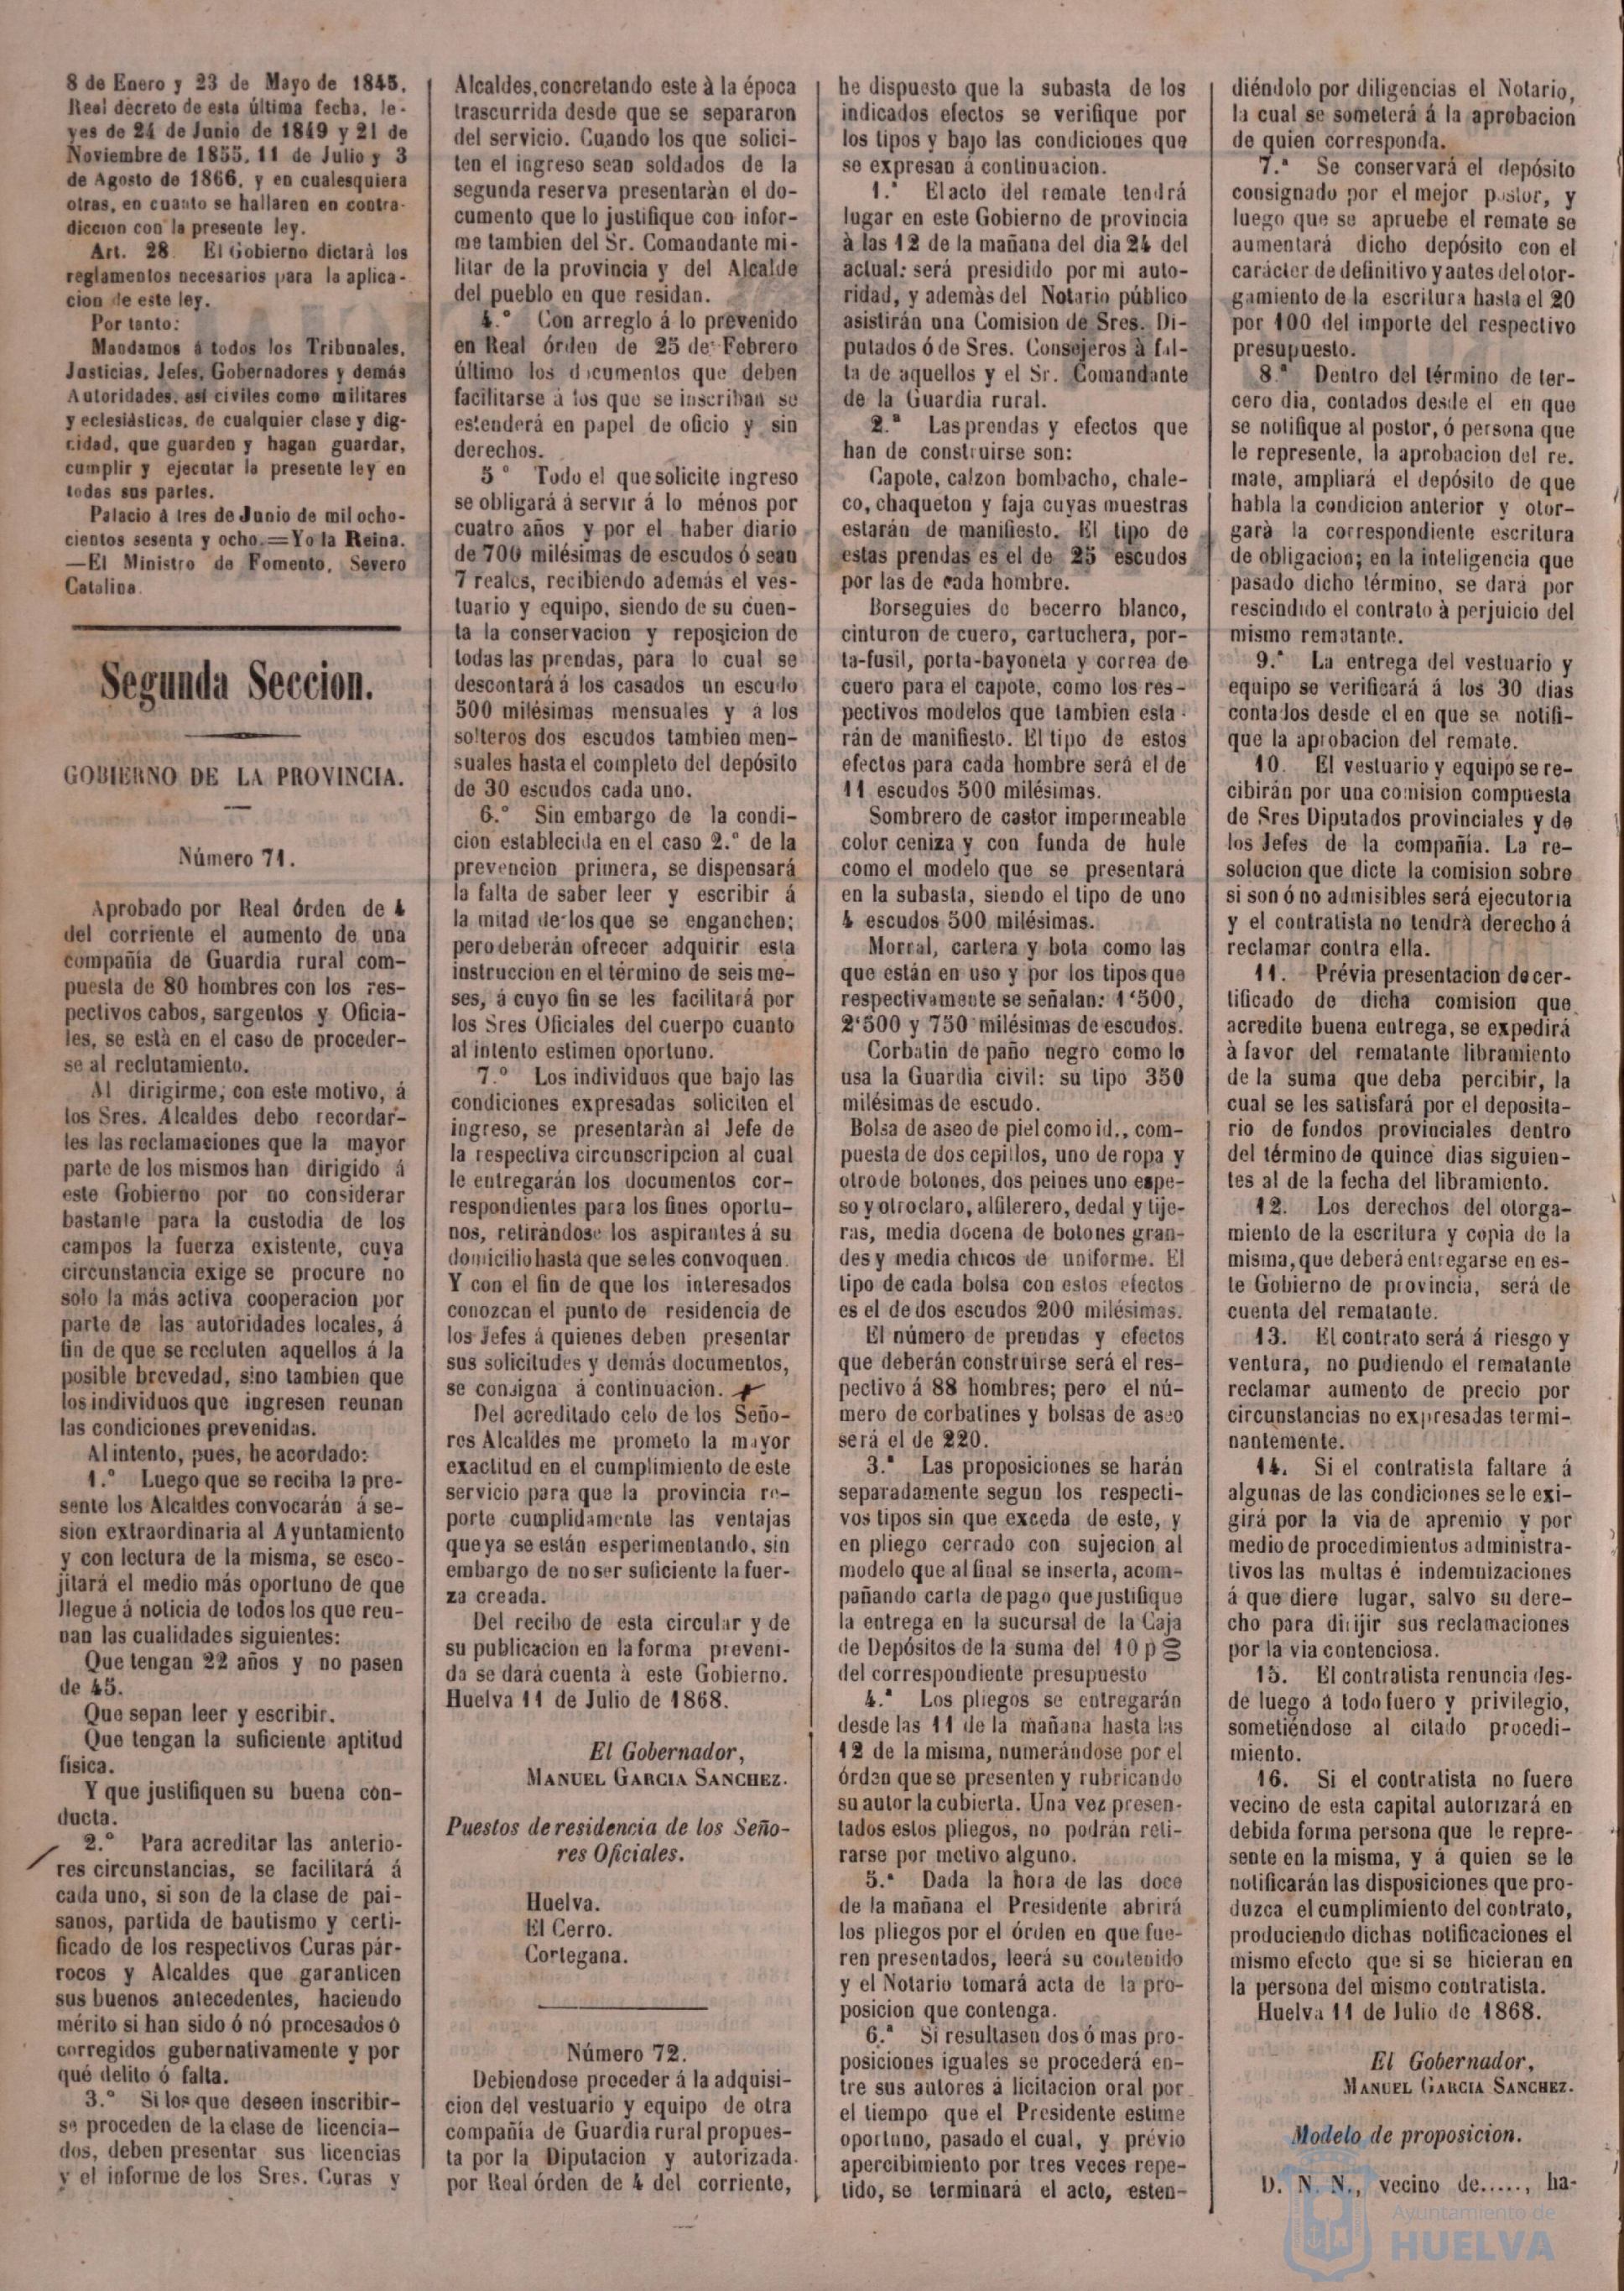 8 de Enero y 23 de Mayo de 1845,
Real decreto de esta última fecha, le-
yes de 24 de Junio de 1849 y 21 de
Noviembre de 1855, 11 de Julio y 3
de Agosto de 1866, y en cualesquiera
otras, en cuanto se hallaren en contra-
diccion con la presente ley.
Art. 28. El Gobierno dictará los
reglamentos necesarios para la aplica-
cion de este ley.
Por tanto:
Mandamos á todos los Tribunales,
Justicias, Jefes, Gobernadores y demás
Autoridades, así civiles como militares
y eclesiásticas, de cualquier clase y dig-
nidad, que guarden y hagan guardar,
cumplir y ejecutar la presente ley en
todas sus partes.
Palacio á tres de Junio de mil ocho-
cientos sesenta y ocho.=Yo la Reina.
—El Ministro de Fomento, Severo
Catalina.
Segunda Seccion.
GOBIERNO DE LA PROVINCIA.
Número 71.
Aprobado por Real órden de 4
del corriente el aumento de una
compañía de Guardia rural com-
puesta de 80 hombres con los res-
pectivos cabos, sargentos y Oficia-
les, se está en el caso de proceder-
se al reclutamiento.
Al dirigirme, con este motivo, á
los Sres. Alcaldes debo recordar-
les las reclamaciones que la mayor
parte de los mismos han dirigido á
este Gobierno por no considerar
bastante para la custodia de los
campos la fuerza existente, cuya
circunstancia exige se procure no
solo la más activa cooperacion por
parte de las autoridades locales, á
fin de que se recluten aquellos á la
posible brevedad, sino tambien que
los individuos que ingresen reunan
las condiciones prevenidas.
Al intento, pues, he acordado:
1.° Luego que se reciba la pre-
sente los Alcaldes convocarán á se-
sion extraordinaria al Ayuntamiento
y con lectura de la misma, se esco-
jitará el medio más oportuno de que
llegue á noticia de todos los que reu-
nan las cualidades siguientes:
Que tengan 22 años y no pasen
de 45.
Que sepan leer y escribir.
Que tengan la suficiente aptitud
física.
Y que justifiquen su buena con-
ducta.
2.° Para acreditar las anterio-
res circunstancias, se facilitará á
cada uno, si son de la clase de pai-
sanos, partida de bautismo y certi-
ficado de los respectivos Curas pár-
rocos y Alcaldes que garanticen
sus buenos antecedentes, haciendo
mérito si han sido ó nó procesados ó
corregidos gubernativamente y por
qué delito ó falta.
3.° Si los que deseen inscribir-
se proceden de la clase de licencia-
dos, deben presentar sus licencias
y el informe de los Sres. Curas y
Alcaldes, concretando este à la época
trascurrida desde que se separaron
del servicio. Cuando los que solici-
ten el ingreso sean soldados de la
segunda reserva presentaràn el do-
cumento que lo justifique con infor-
me tambien del Sr. Comandante mi-
litar de la provincia y del Alcalde
del pueblo en que residan.
4.° Con arreglo á lo prevenido
en Real órden de 25 de Febrero
último los documentos que deben
facilitarse á los que se inscriban se
estenderá en papel de oficio y sin
derechos.
5° Todo el que solicite ingreso
se obligará á servir á lo ménos por
cuatro años y por el haber diario
de 700 milésimas de escudos ó sean
7 reales, recibiendo además el ves-
tuario y equipo, siendo de su cuen-
ta la conservacion y reposicion de
todas las prendas, para lo cual se
descontará á los casados un escudo
500 milésimas mensuales y á los
solteros dos escudos tambien men-
suales hasta el completo del depósito
de 30 escudos cada uno.
6.° Sin embargo de la condi-
cion establecida en el caso 2.° de la
prevencion primera, se dispensará
la falta de saber leer y escribir á
la mitad de los que se enganchen;
pero deberán ofrecer adquirir esta
instruccion en el término de seis me-
ses, á cuyo fin se les facilitará por
los Sres Oficiales del cuerpo cuanto
al intento estimen oportuno.
7.° Los individuos que bajo las
condiciones expresadas soliciten el
ingreso, se presentaràn al Jefe de
la respectiva circunscripcion al cual
le entregarán los documentos cor-
respondientes para los fines oportu-
nos, retirándose los aspirantes á su
domicilio hasta que se les convoquen.
Y con el fin de que los interesados
conozcan el punto de residencia de
los Jefes á quienes deben presentar
sus solicitudes y demás documentos,
se consigna á continuacion.
Del acreditado celo de los Seño-
res Alcaldes me prometo la mayor
exactitud en el cumplimiento de este
servicio para que la provincia re-
porte cumplidamente las ventajas
que ya se están esperimentando, sin
embargo de no ser suficiente la fuer-
za creada.
Del recibo de esta circular y de
su publicacion en la forma preveni-
da se dará cuenta à este Gobierno.
Huelva 11 de Julio de 1868.
El Gobernador,
MANUEL GARCIA SANCHEZ.
Puestos de residencia de los Seño-
res Oficiales.
Huelva.
El Cerro.
Cortegana.
Número 72.
Debiendose proceder á la adquisi-
cion del vestuario y equipo de otra
compañía de Guardia rural propues-
ta por la Diputacion y autorizada
por Real órden de 4 del corriente,
he dispuesto que la subasta de los
indicados efectos se verifique por
los tipos y bajo las condiciones que
se expresan á continuacion.
1.ª El acto del remate tendrá
lugar en este Gobierno de provincia
à las 12 de la mañana del dia 24 del
actual: será presidido por mi auto-
ridad, y ademàs del Notario público
asistirán una Comision de Sres. Di-
putados ó de Sres. Consejeros à fal-
ta de aquellos y el Sr. Comandante
de la Guardia rural.
2.ª Las prendas y efectos que
han de construirse son:
Capote, calzon bombacho, chale-
co, chaqueton y faja cuyas muestras
estarán de manifiesto. El tipo de
estas prendas es el de 25 escudos
por las de cada hombre.
Borseguies de becerro blanco,
cinturon de cuero, cartuchera, por-
ta-fusil, porta-bayoneta y correa de
cuero para el capote, como los res-
pectivos modelos que tambien esta-
rán de manifiesto. El tipo de estos
efectos para cada hombre será el de
11 escudos 500 milésimas.
Sombrero de castor impermeable
color ceniza y con funda de hule
como el modelo que se presentará
en la subasta, siendo el tipo de uno
4 escudos 500 milésimas.
Morral, cartera y bota como las
que están en uso y por los tipos que
respectivamente se señalan: 1‘500,
2‘500 y 750 milésimas de escudos.
Corbatin de paño negro como lo
usa la Guardia civil: su tipo 350
milésimas de escudo.
Bolsa de aseo de piel como id., com-
puesta de dos cepillos, uno de ropa y
otro de botones, dos peines uno espe-
so y otro claro, alfilerero, dedal y tije-
ras, media docena de botones gran-
des y media chicos de uniforme. El
tipo de cada bolsa con estos efectos
es el de dos escudos 200 milésimas.
El número de prendas y efectos
que deberán construirse será el res-
pectivo á 88 hombres; pero el nú-
mero de corbatines y bolsas de aseo
será el de 220.
3.ª Las proposiciones se harán
separadamente segun los respecti-
vos tipos sin que exceda de este, y
en pliego cerrado con sujecion al
modelo que al final se inserta, acom-
pañando carta de pago que justifique
la entrega en la sucursal de la Caja
de Depósitos de la suma del 10 p%
del correspondiente presupuesto
4.ª Los pliegos se entregarán
desde las 11 de la mañana hasta las
12 de la misma, numerándose por el
órden que se presenten y rubricando
su autor la cubierta. Una vez presen-
tados estos pliegos, no podrán reti-
rarse por motivo alguno.
5.ª Dada la hora de las doce
de la mañana el Presidente abrirá
los pliegos por el órden en que fue-
ren presentados, leerá su contenido
y el Notario tomará acta de la pro-
posicion que contenga.
6.ª Si resultasen dos ó mas pro-
posiciones iguales se procederá en-
tre sus autores à licitacion oral por
el tiempo que el Presidente estime
oportuno, pasado el cual, y prévio
apercibimiento por tres veces repe-
tido, se terminará el acto, esten-
diéndolo por diligencias el Notario,
la cual se someterá á la aprobacion
de quien corresponda.
7.ª Se conservará el depósito
consignado por el mejor postor, y
luego que se apruebe el remate se
aumentará dicho depósito con el
carácter de definitivo y antes del otor-
gamiento de la escritura hasta el 20
por 100 del importe del respectivo
presupuesto.
8.ª Dentro del término de ter-
cero dia, contados desde el en que
se notifique al postor, ó persona que
le represente, la aprobacion del re.
mate, ampliará el depósito de que
habla la condicion anterior y otor-
garà la correspondiente escritura
de obligacion; en la inteligencia que
pasado dicho término, se dará por
rescindido el contrato à perjuicio del
mismo rematante.
9.ª La entrega del vestuario y
equipo se verificará á los 30 dias
contados desde el en que se notifi-
que la aprobacion del remate.
10. El vestuario y equipo se re-
cibirán por una comision compuesta
de Sres Diputados provinciales y de
los Jefes de la compañía. La re-
solucion que dicte la comision sobre
si son ó no admisibles será ejecutoria
y el contratista no tendrà derecho á
reclamar contra ella.
11. Prévia presentacion de cer-
tificado de dicha comision que
acredite buena entrega, se expedirá
à favor del rematante libramiento
de la suma que deba percibir, la
cual se les satisfará por el deposita-
rio de fondos provinciales dentro
del término de quince dias siguien-
tes al de la fecha del libramiento.
12. Los derechos del otorga-
miento de la escritura y copia de la
misma, que deberá entregarse en es-
te Gobierno de provincia, será de
cuenta del rematante.
13. El contrato será á riesgo y
ventura, no pudiendo el rematante
reclamar aumento de precio por
circunstancias no expresadas termi-
nantemente.
14. Si el contratista faltare á
algunas de las condiciones se le exi-
girá por la via de apremio y por
medio de procedimientos administra-
tivos las multas é indemnizaciones
á que diere lugar, salvo su dere-
cho para dirijir sus reclamaciones
por la via contenciosa.
15. El contratista renuncia des-
de luego á todo fuero y privilegio,
sometiéndose al citado procedi-
miento.
16. Si el contratista no fuere
vecino de esta capital autorizará en
debida forma persona que le repre-
sente en la misma, y á quien se le
notificarán las disposiciones que pro-
duzca el cumplimiento del contrato,
produciendo dichas notificaciones el
mismo efecto que si se hicieran en
la persona del mismo contratista.
Huelva 11 de Julio de 1868.
El Gobernador,
MANUEL GARCIA SANCHEZ.
Modelo de proposicion.
D. N. N., vecino de....., ha-
Ayuntamiento de
HUELVA